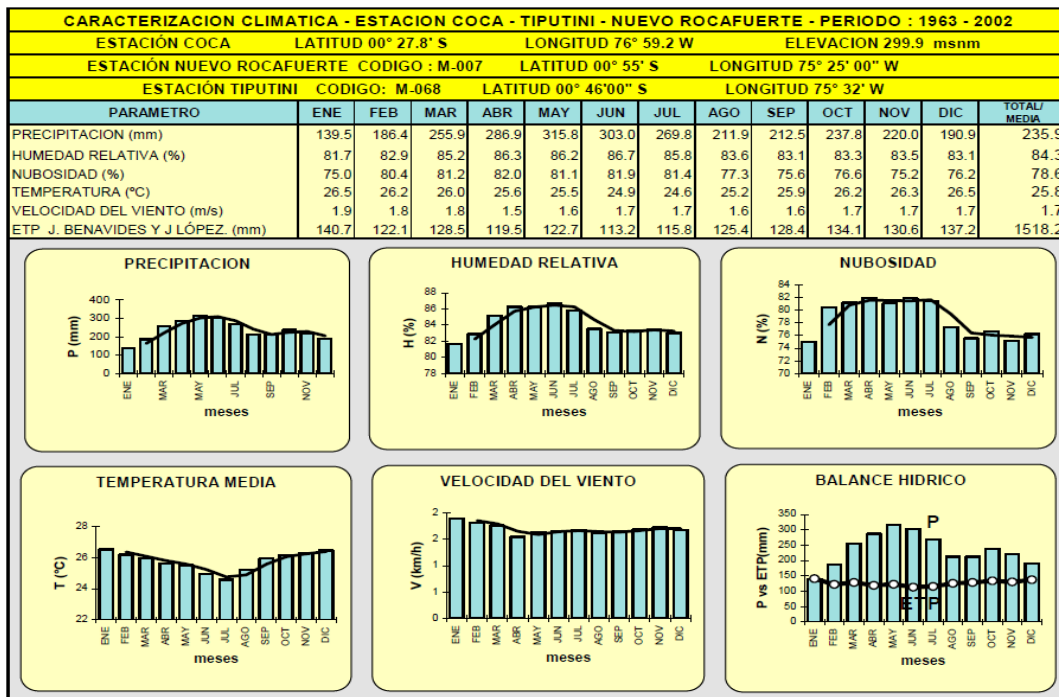 CARACTERIZACION CLIMATICA - ESTACION COCA - TIPUTINI - NUEVO ROCAFUERTE - PERIODO : 1963 - 2002
ESTACIÓN COCA LATITUD 00° 27.8' S LONGITUD 76° 59.2 W ELEVACION 299.9 msnm
ESTACIÓN NUEVO ROCAFUERTE CODIGO : M-007 LATITUD 00° 55' S LONGITUD 75° 25' 00" W
ESTACIÓN TIPUTINI CODIGO: M-068 LATITUD 00° 46'00" S LONGITUD 75° 32' W
PARAMETRO ENE FEB MAR ABR MAY JUN JUL AGO SEP OCT NOV DIC TOTAL/ MEDIA
PRECIPITACION (mm) 139.5 186.4 255.9 286.9 315.8 303.0 269.8 211.9 212.5 237.8 220.0 190.9 235.9
HUMEDAD RELATIVA (%) 81.7 82.9 85.2 86.3 86.2 86.7 85.8 83.6 83.1 83.3 83.5 83.1 84.3
NUBOSIDAD (%) 75.0 80.4 81.2 82.0 81.1 81.9 81.4 77.3 75.6 76.6 75.2 76.2 78.6
TEMPERATURA (ºC) 26.5 26.2 26.0 25.6 25.5 24.9 24.6 25.2 25.9 26.2 26.3 26.5 25.8
VELOCIDAD DEL VIENTO (m/s) 1.9 1.8 1.8 1.5 1.6 1.7 1.7 1.6 1.6 1.7 1.7 1.7 1.7
ETP J. BENAVIDES Y J LÓPEZ. (mm) 140.7 122.1 128.5 119.5 122.7 113.2 115.8 125.4 128.4 134.1 130.6 137.2 1518.2
PRECIPITACION
P (mm)
400
300
200
100
0
ENE MAR MAY JUL SEP NOV
meses
HUMEDAD RELATIVA
H (%)
88
86
84
82
80
78
ENE FEB MAR ABR MAY JUN JUL AGO SEP OCT NOV DIC
meses
NUBOSIDAD
N (%)
84
82
80
78
76
74
72
70
ENE FEB MAR ABR MAY JUN JUL AGO SEP OCT NOV DIC
meses
TEMPERATURA MEDIA
T (ºC)
28
26
24
22
ENE FEB MAR ABR MAY JUN JUL AGO SEP OCT NOV DIC
meses
VELOCIDAD DEL VIENTO
V (km/h)
2
2
1
1
0
ENE FEB MAR ABR MAY JUN JUL AGO SEP OCT NOV DIC
meses
BALANCE HIDRICO
P vs ETP(mm)
350
300
250
200
150
100
50
0
P
ETP
ENE FEB MAR ABR MAY JUN JUL AGO SEP OCT NOV DIC
meses